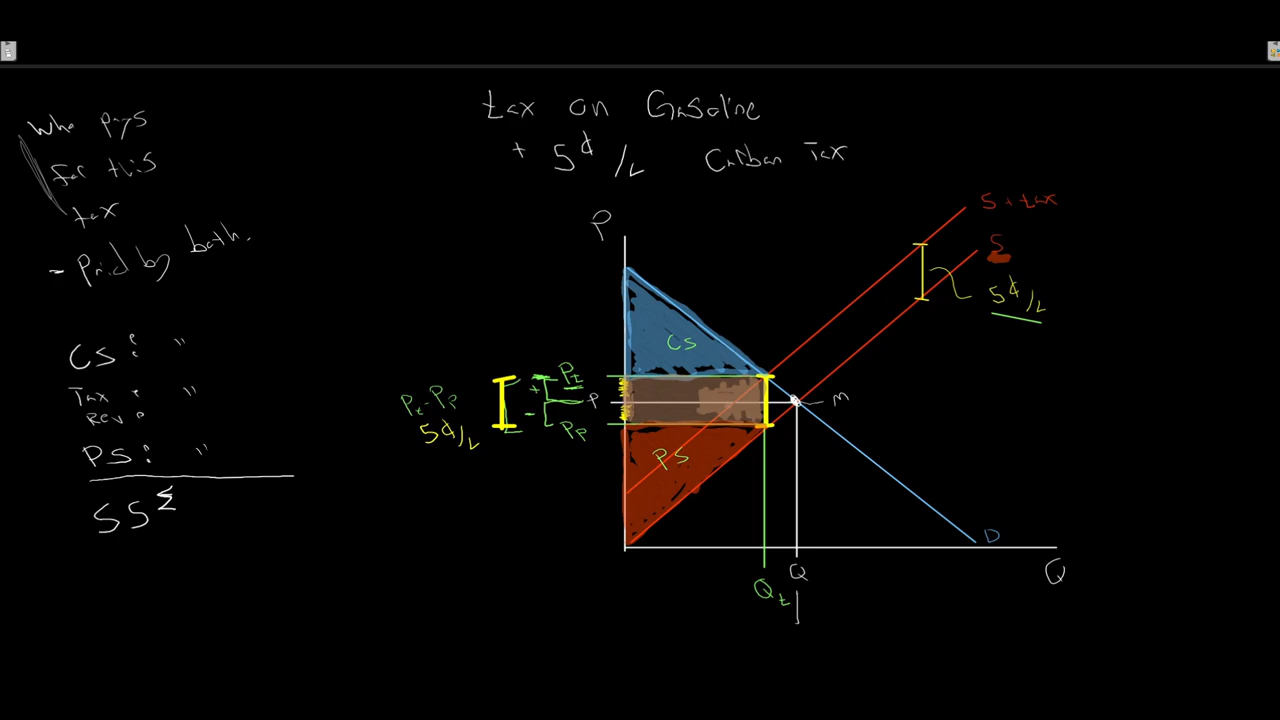 tax on Gasoline
+ 5¢/L Carbon Tax
Who pays
for this
tax
- Paid by both.
CS: "
Tax : "
Rev :
PS: "
SS Σ
P
S + tax
S
5¢/L
CS
Pt
+
Pt - Pp
P
M
-
5¢/L
Pp
PS
D
Q
Q
Qt